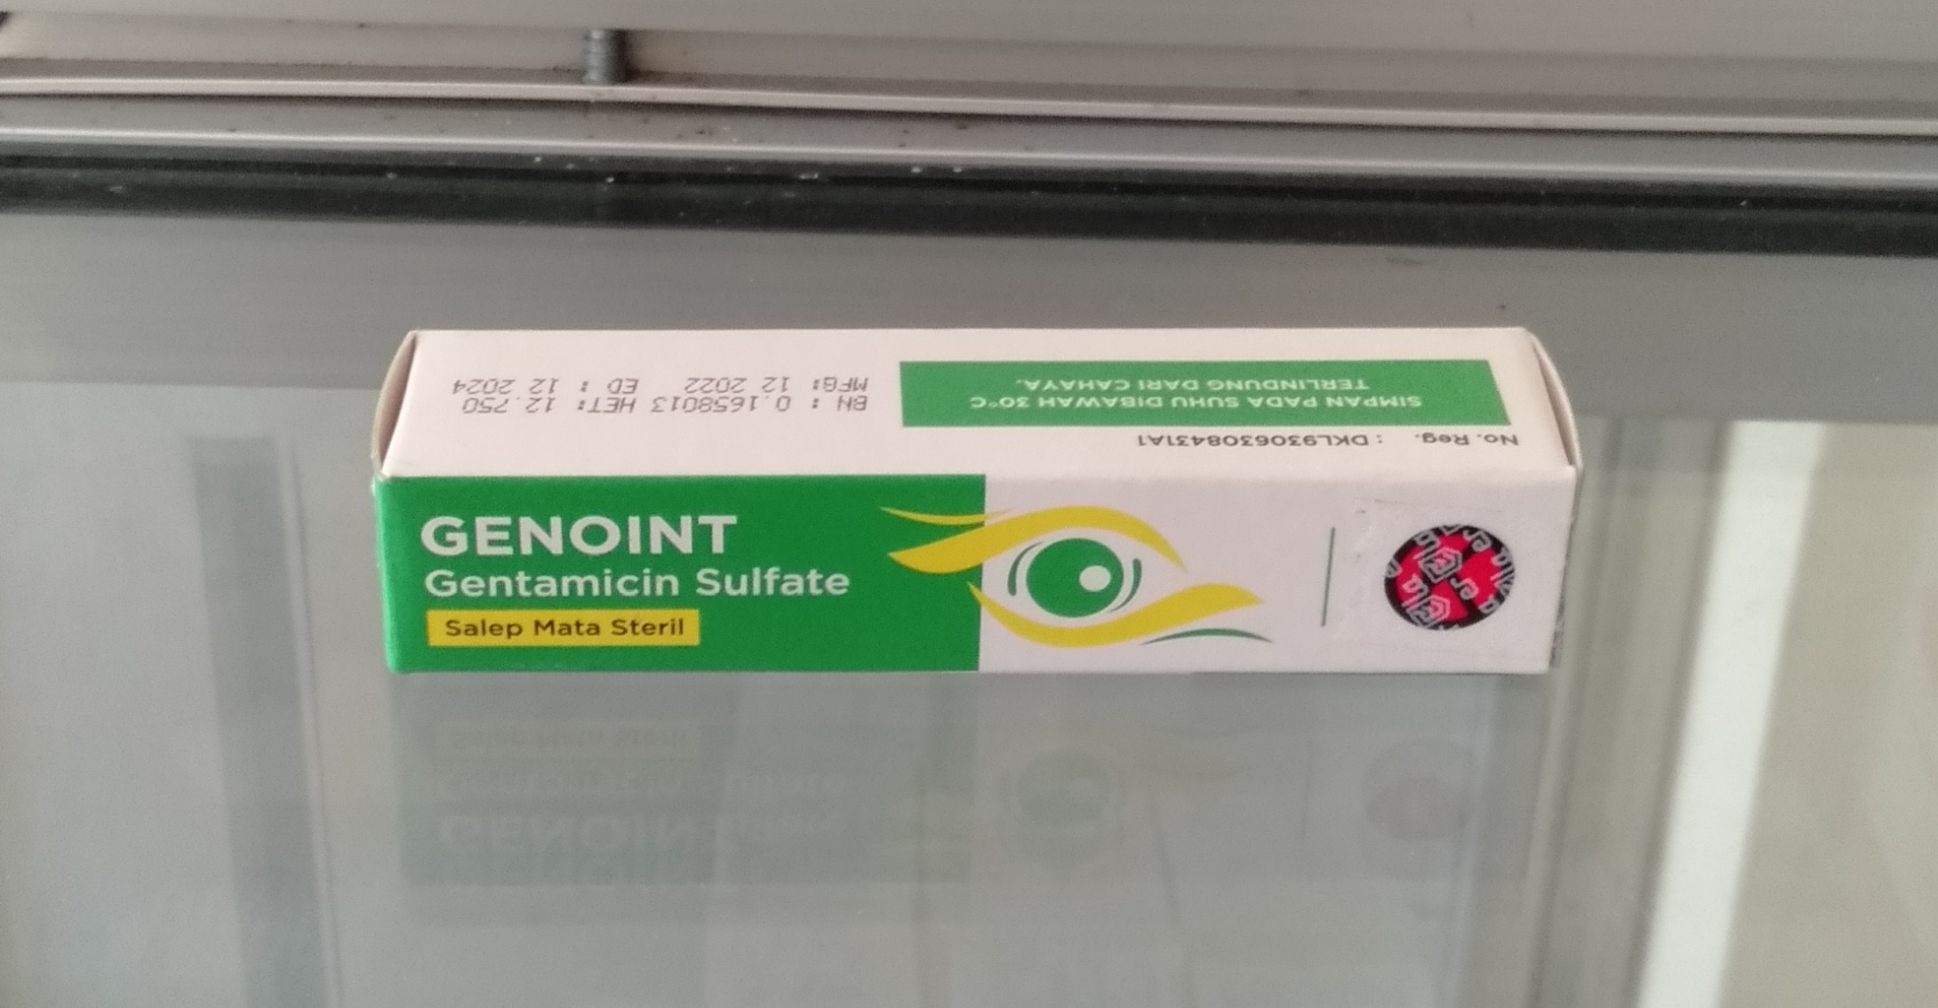 No. Reg. : DKL9306308431A1
SIMPAN PADA SUHU DIBAWAH 30°C
TERLINDUNG DARI CAHAYA.
BN : 0.1658013 HET: 12.750
MFG: 12 2022 ED : 12 2024
GENOINT
Gentamicin Sulfate
Salep Mata Steril